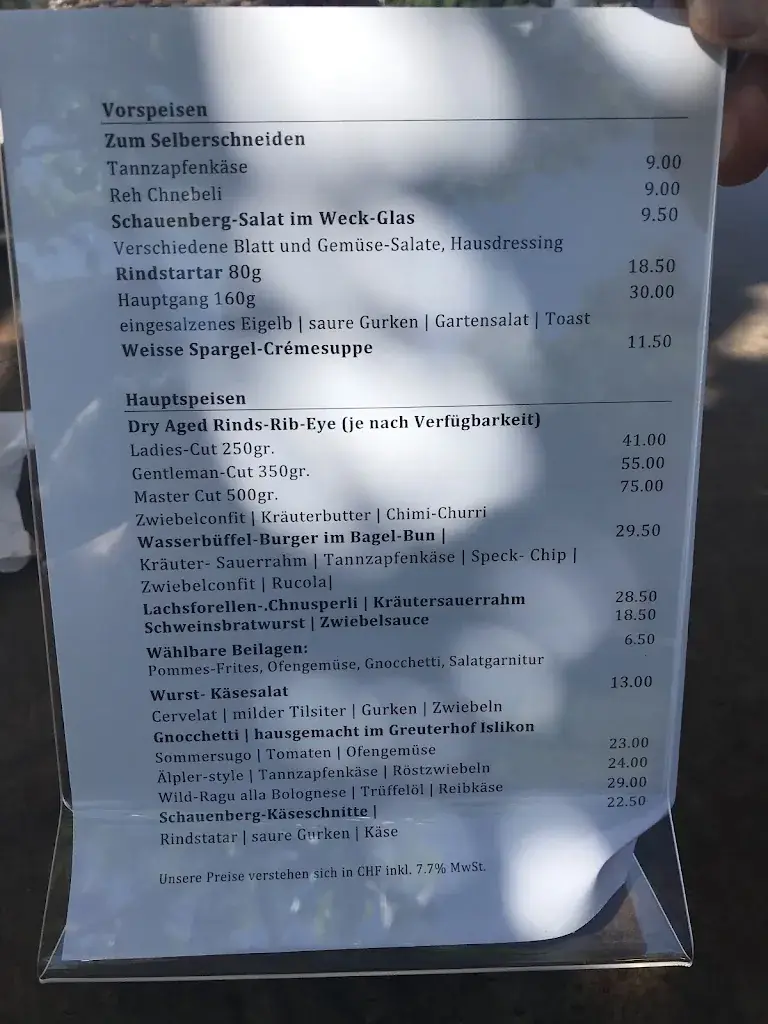 Vorspeisen
Zum Selberschneiden
Tannzapfenkäse 9.00
Reh Chnebeli 9.00
Schauenberg-Salat im Weck-Glas 9.50
Verschiedene Blatt und Gemüse-Salate, Hausdressing
Rindstartar 80g 18.50
Hauptgang 160g 30.00
eingesalzenes Eigelb | saure Gurken | Gartensalat | Toast
Weisse Spargel-Crémesuppe 11.50
Hauptspeisen
Dry Aged Rinds-Rib-Eye (je nach Verfügbarkeit)
Ladies-Cut 250gr. 41.00
Gentleman-Cut 350gr. 55.00
Master Cut 500gr. 75.00
Zwiebelconfit | Kräuterbutter | Chimi-Churri
Wasserbüffel-Burger im Bagel-Bun | 29.50
Kräuter- Sauerrahm | Tannzapfenkäse | Speck- Chip |
Zwiebelconfit | Rucola|
Lachsforellen-.Chnusperli | Kräutersauerrahm 28.50
Schweinsbratwurst | Zwiebelsauce 18.50
Wählbare Beilagen: 6.50
Pommes-Frites, Ofengemüse, Gnocchetti, Salatgarnitur
Wurst- Käsesalat 13.00
Cervelat | milder Tilsiter | Gurken | Zwiebeln
Gnocchetti | hausgemacht im Greuterhof Islikon
Sommersugo | Tomaten | Ofengemüse 23.00
Älpler-style | Tannzapfenkäse | Röstzwiebeln 24.00
Wild-Ragu alla Bolognese | Trüffelöl | Reibkäse 29.00
Schauenberg-Käseschnitte | 22.50
Rindstatar | saure Gurken | Käse
Unsere Preise verstehen sich in CHF inkl. 7.7% MwSt.